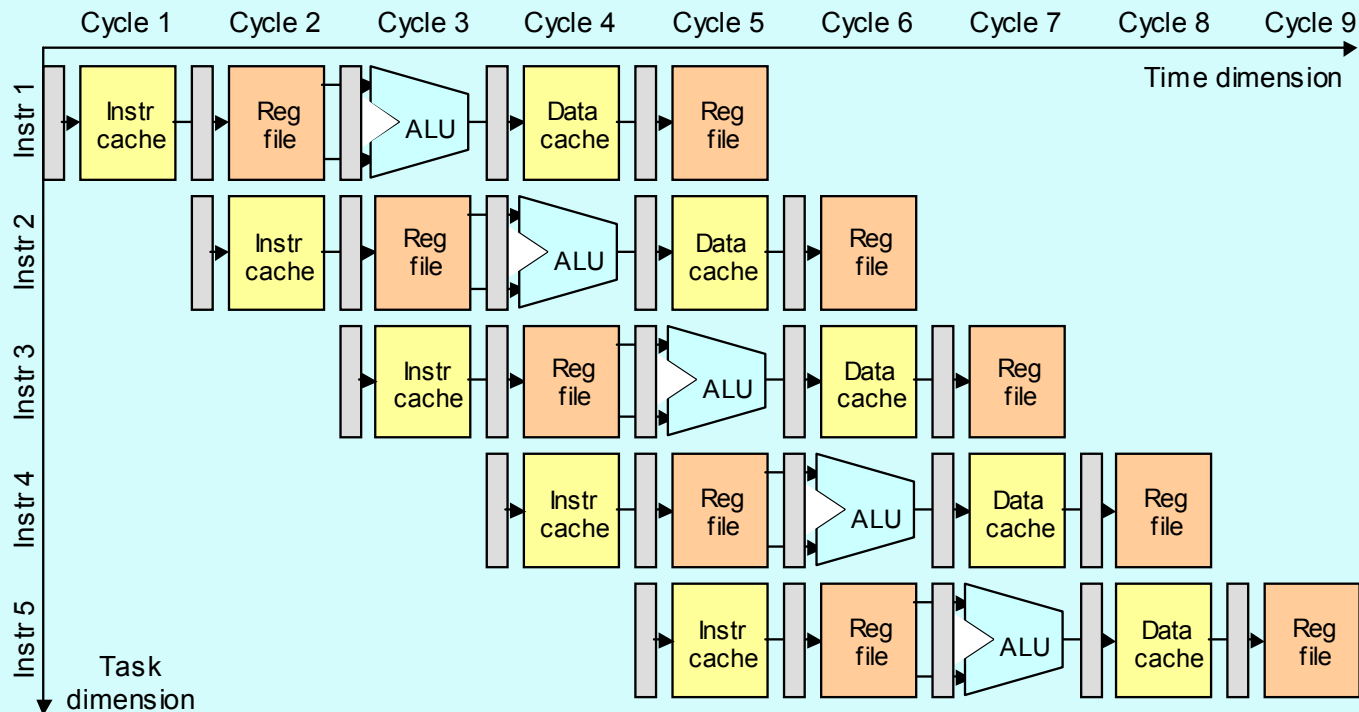 Cycle 1 Cycle 2 Cycle 3 Cycle 4 Cycle 5 Cycle 6 Cycle 7 Cycle 8 Cycle 9
Time dimension
Instr 1
Instr
cache
Reg
file
ALU
Data
cache
Reg
file
Instr 2
Instr
cache
Reg
file
ALU
Data
cache
Reg
file
Instr 3
Instr
cache
Reg
file
ALU
Data
cache
Reg
file
Instr 4
Instr
cache
Reg
file
ALU
Data
cache
Reg
file
Instr 5
Instr
cache
Reg
file
ALU
Data
cache
Reg
file
Task
dimension